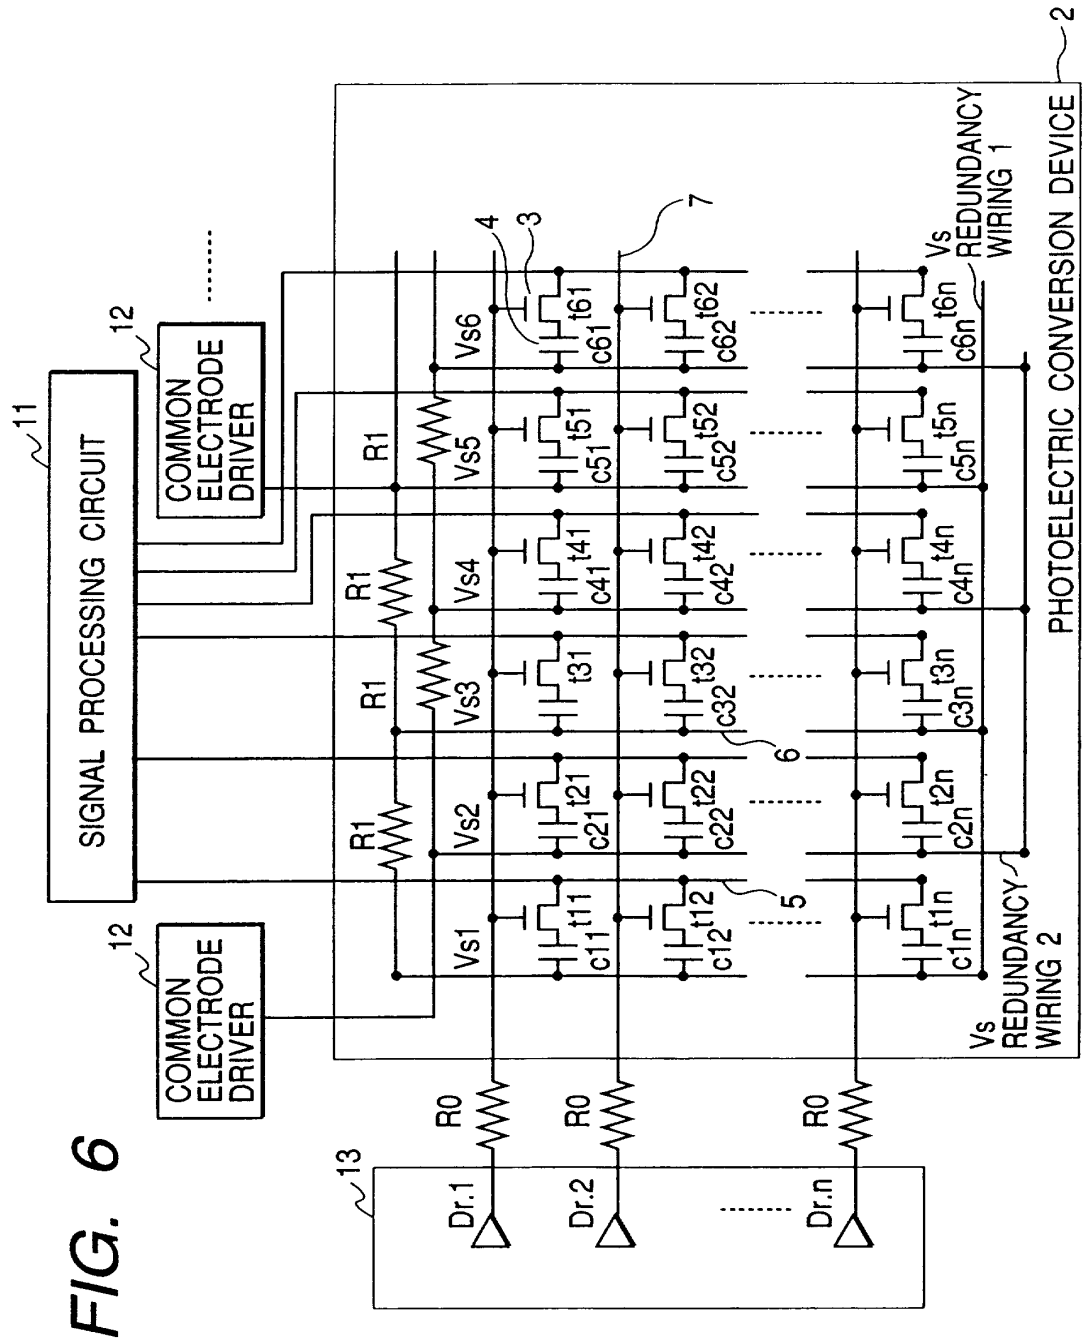 FIG. 6
11
SIGNAL PROCESSING CIRCUIT
12
COMMON
ELECTRODE
DRIVER
12
COMMON
ELECTRODE
DRIVER
13
Dr.1
Dr.2
Dr.n
R0
R0
R0
R1
R1
R1
R1
Vs1
Vs2
Vs3
Vs4
Vs5
Vs6
4
3
t11
c11
t21
c21
t31
t41
c41
t51
c51
t61
c61
7
t12
c12
t22
c22
t32
c32
t42
c42
t52
c52
t62
c62
5
6
t1n
c1n
t2n
c2n
t3n
c3n
t4n
c4n
t5n
c5n
t6n
c6n
Vs
REDUNDANCY
WIRING 2
Vs
REDUNDANCY
WIRING 1
PHOTOELECTRIC CONVERSION DEVICE
2